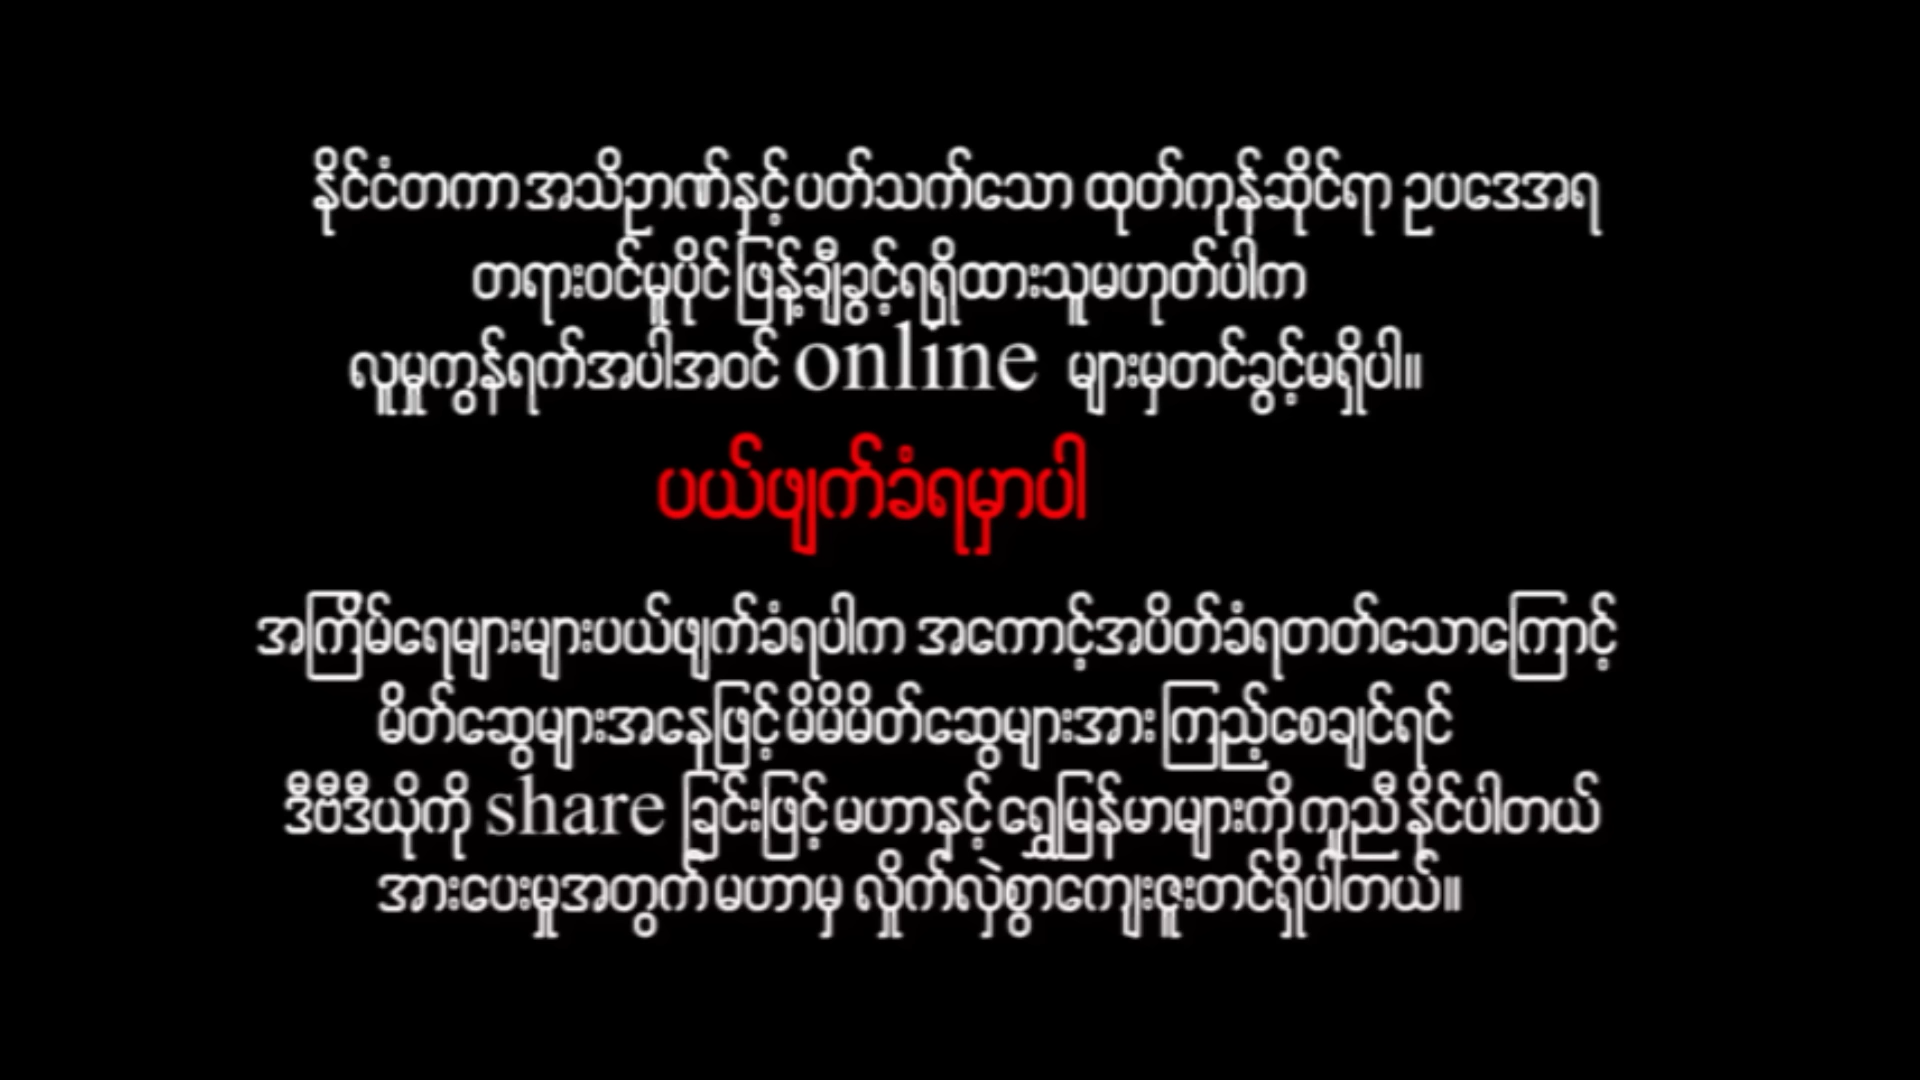 နိုင်ငံတကာ အသိဉာဏ်နှင့် ပတ်သက်သော ထုတ်ကုန်ဆိုင်ရာ ဥပဒေအရ
တရားဝင်မူပိုင် ဖြန့်ချီခွင့်ရရှိထားသူမဟုတ်ပါက
လူမှုကွန်ရက်အပါအဝင် online များမှတင်ခွင့်မရှိပါ။
ပယ်ဖျက်ခံရမှာပါ
အကြိမ်ရေများများပယ်ဖျက်ခံရပါက အကောင့်အပိတ်ခံရတတ်သောကြောင့်
မိတ်ဆွေများအနေဖြင့် မိမိမိတ်ဆွေများအား ကြည့်စေချင်ရင်
ဒီဗီဒီယိုကို share ခြင်းဖြင့် မဟာနှင့် ရွှေမြန်မာများကို ကူညီ နိုင်ပါတယ်
အားပေးမှုအတွက် မဟာမှ လှိုက်လှဲစွာကျေးဇူးတင်ရှိပါတယ်။